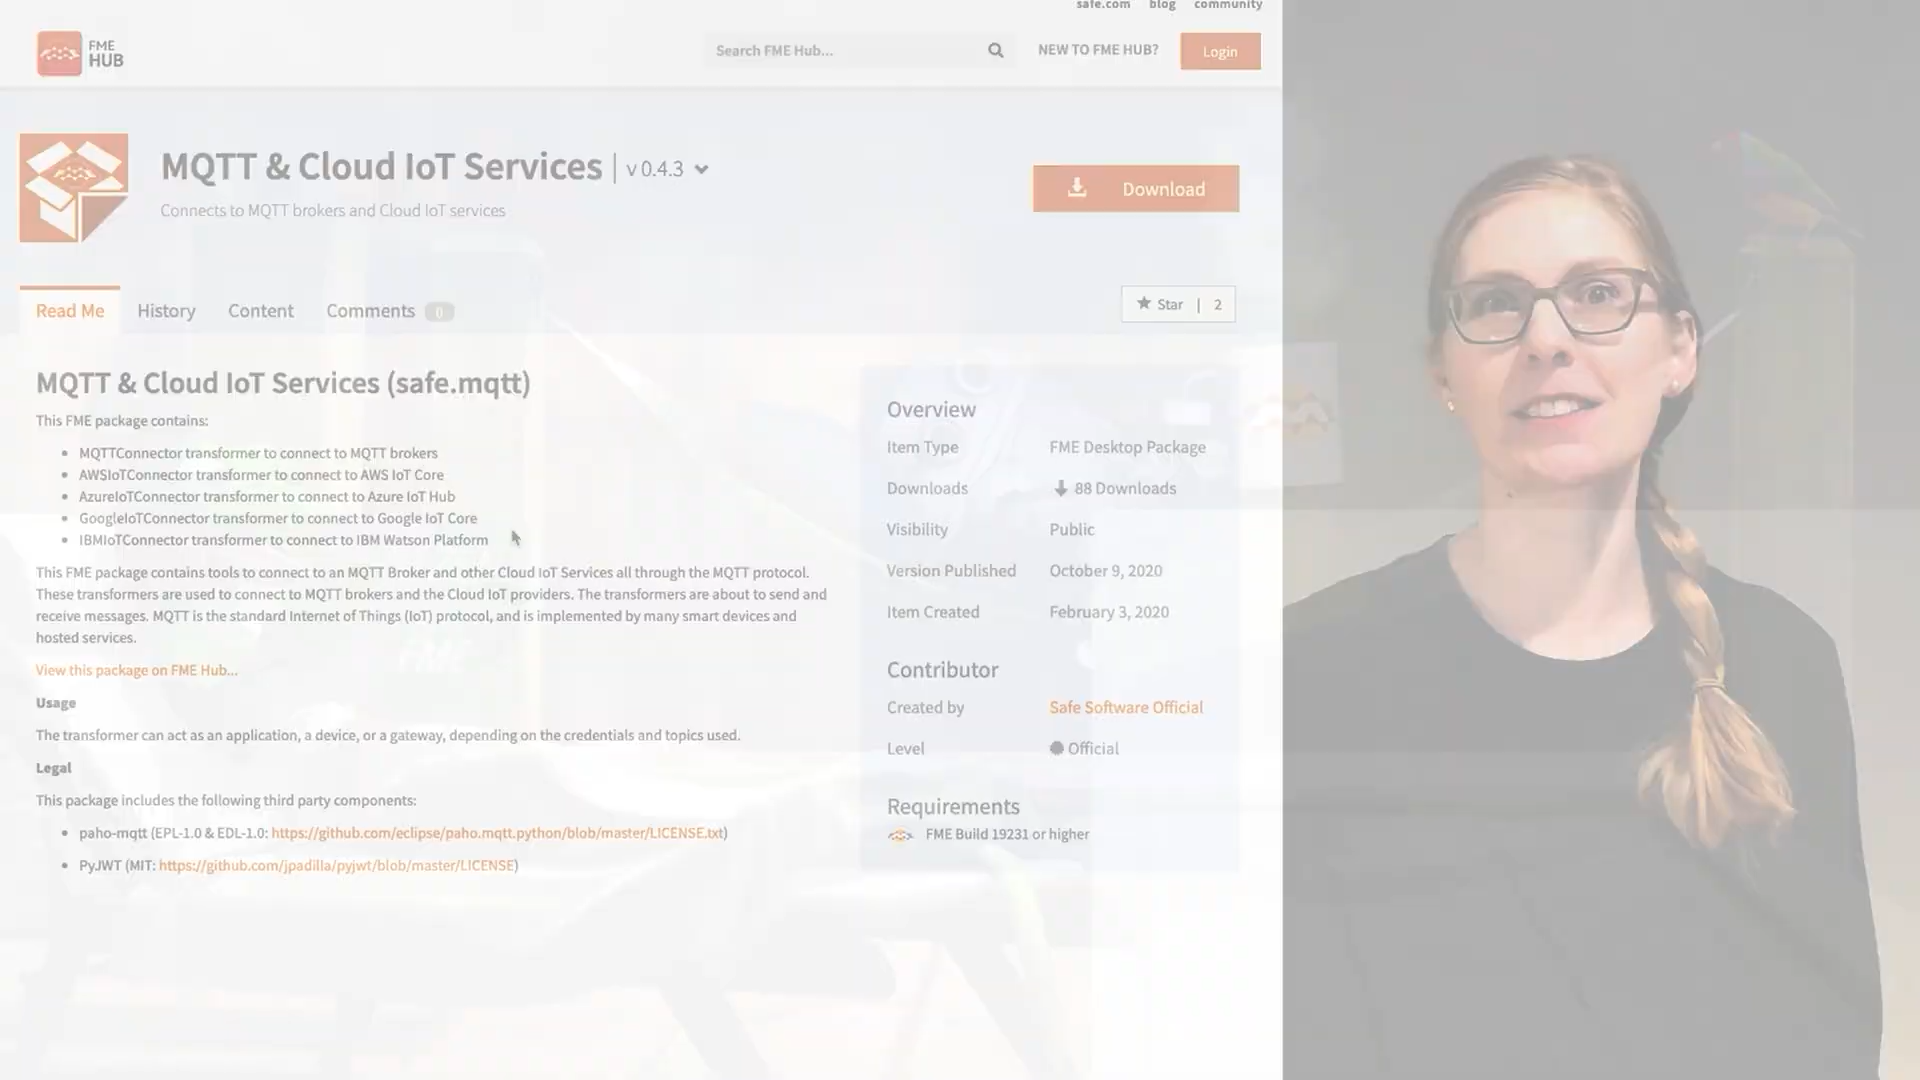 safe.com blog community
FME
HUB
Search FME Hub...
NEW TO FME HUB?
Login
MQTT & Cloud IoT Services | v 0.4.3
Connects to MQTT brokers and Cloud IoT services
Download
Read Me History Content Comments 0
Star | 2
MQTT & Cloud IoT Services (safe.mqtt)
This FME package contains:
• MQTTConnector transformer to connect to MQTT brokers
• AWSIoTConnector transformer to connect to AWS IoT Core
• AzureIoTConnector transformer to connect to Azure IoT Hub
• GoogleIoTConnector transformer to connect to Google IoT Core
• IBMIoTConnector transformer to connect to IBM Watson Platform
This FME package contains tools to connect to an MQTT Broker and other Cloud IoT Services all through the MQTT protocol.
These transformers are used to connect to MQTT brokers and the Cloud IoT providers. The transformers are about to send and
receive messages. MQTT is the standard Internet of Things (IoT) protocol, and is implemented by many smart devices and
hosted services.
View this package on FME Hub...
Usage
The transformer can act as an application, a device, or a gateway, depending on the credentials and topics used.
Legal
This package includes the following third party components:
• paho-mqtt (EPL-1.0 & EDL-1.0: https://github.com/eclipse/paho.mqtt.python/blob/master/LICENSE.txt)
• PyJWT (MIT: https://github.com/jpadilla/pyjwt/blob/master/LICENSE)
Overview
Item Type FME Desktop Package
Downloads 88 Downloads
Visibility Public
Version Published October 9, 2020
Item Created February 3, 2020
Contributor
Created by Safe Software Official
Level Official
Requirements
FME Build 19231 or higher
FME